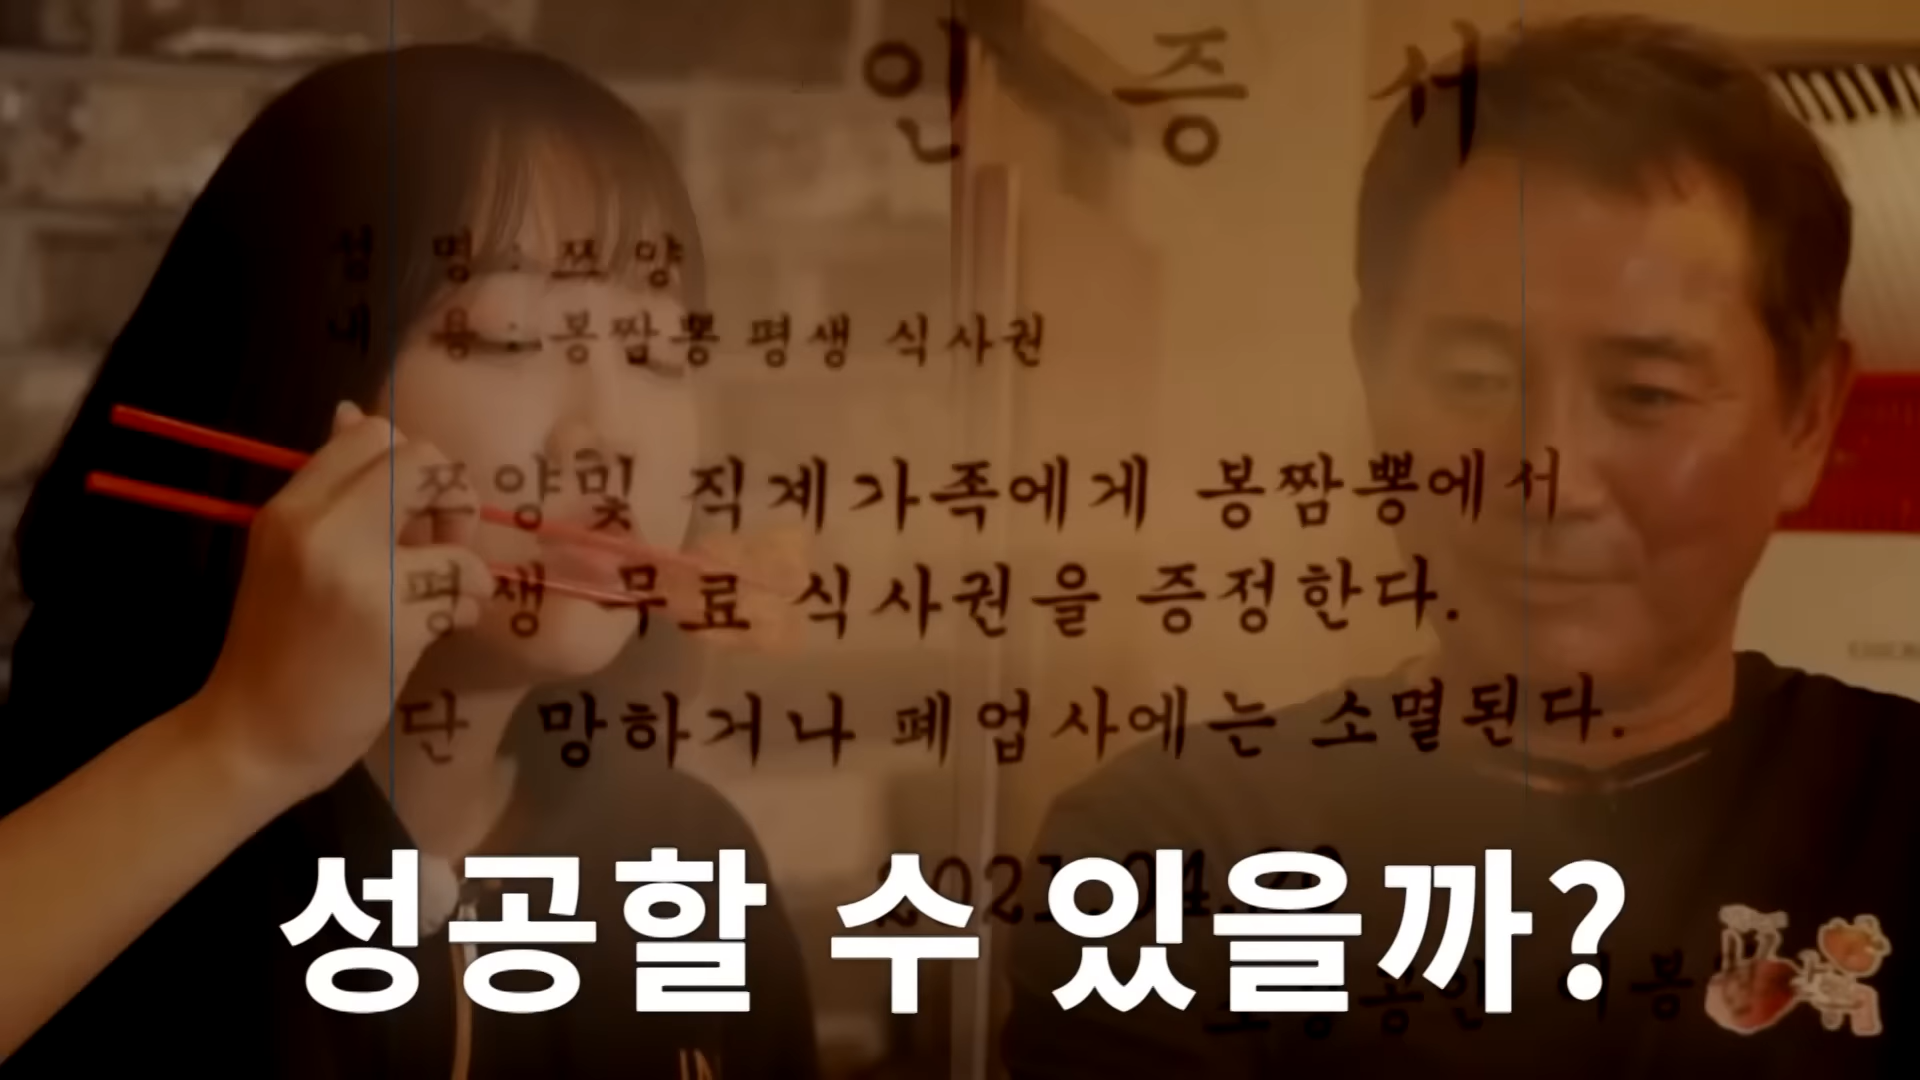 인 증 서
성 명 : 쯔양
내 용 : 봉짬뽕 평생 식사권
쯔양및 직계가족에게 봉짬뽕에서
평생 무료 식사권을 증정한다.
단 망하거나 폐업사에는 소멸된다.
성공할 수 있을까?